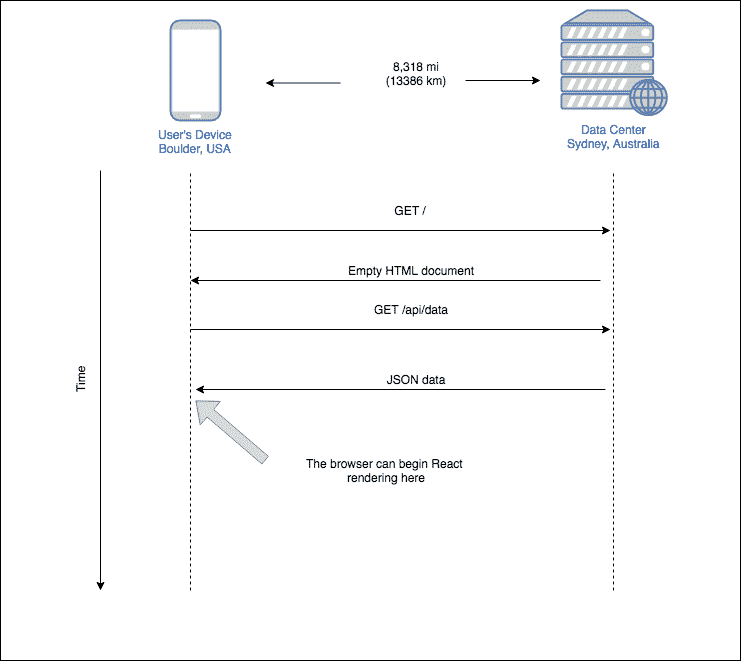 8,318 mi
(13386 km)
User's Device
Boulder, USA
Data Center
Sydney, Australia
GET /
Empty HTML document
GET /api/data
Time
JSON data
The browser can begin React
rendering here